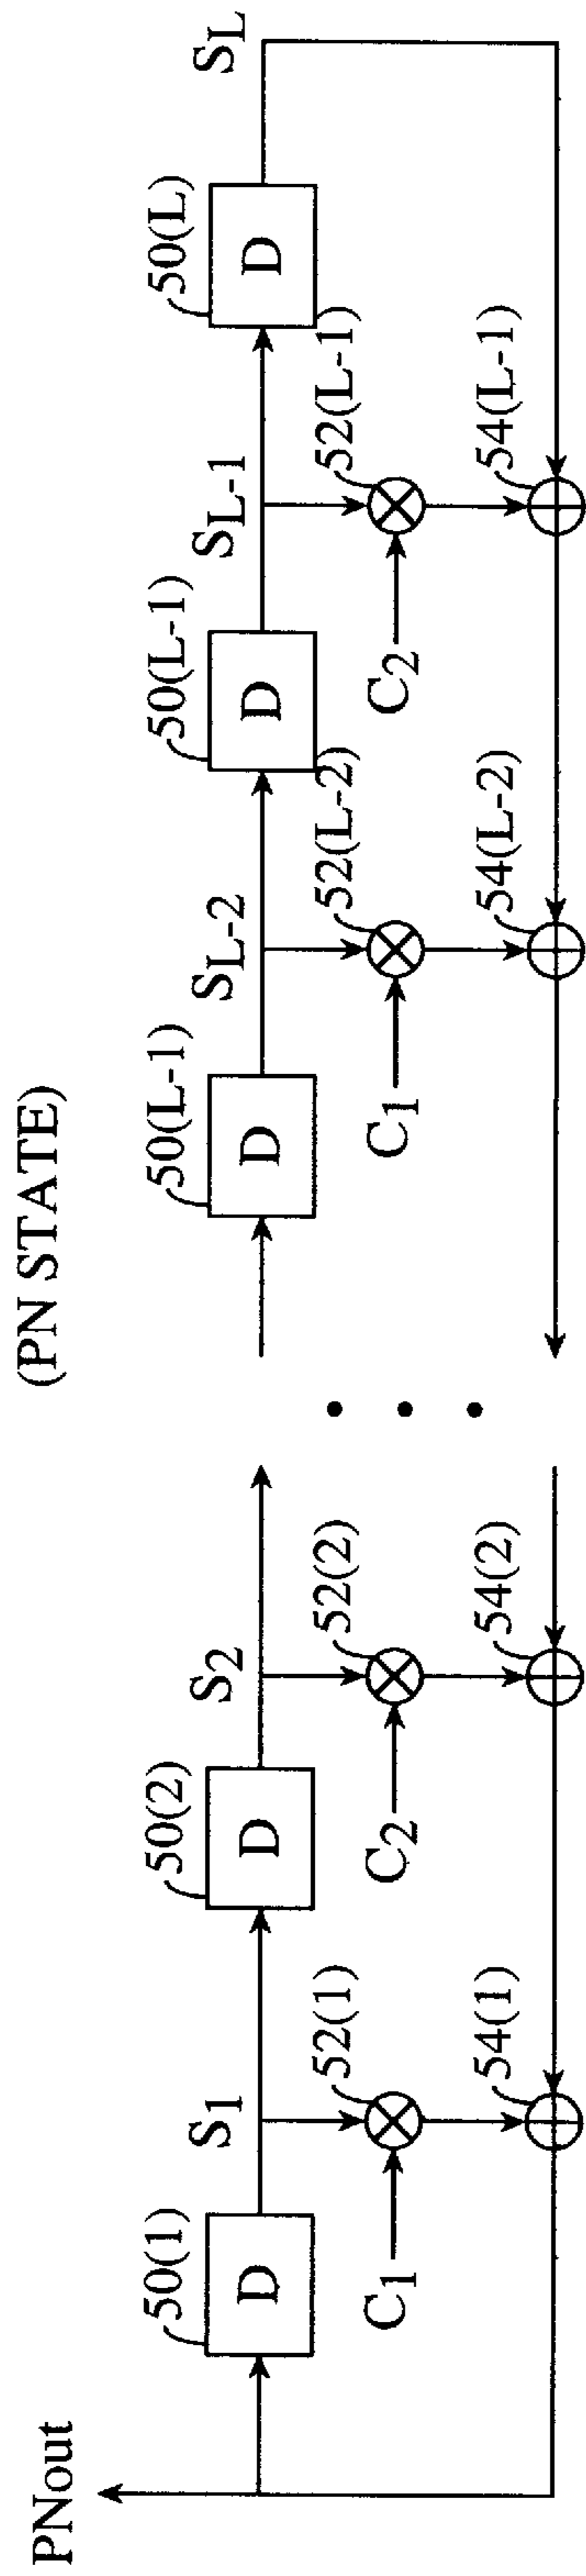 (PN STATE)
PNout
50(1)
D
S1
50(2)
D
S2
50(L-1)
D
SL-2
50(L-1)
D
SL-1
50(L)
D
SL
C1
52(1)
C2
52(2)
C1
52(L-2)
C2
52(L-1)
54(1)
54(2)
54(L-2)
54(L-1)